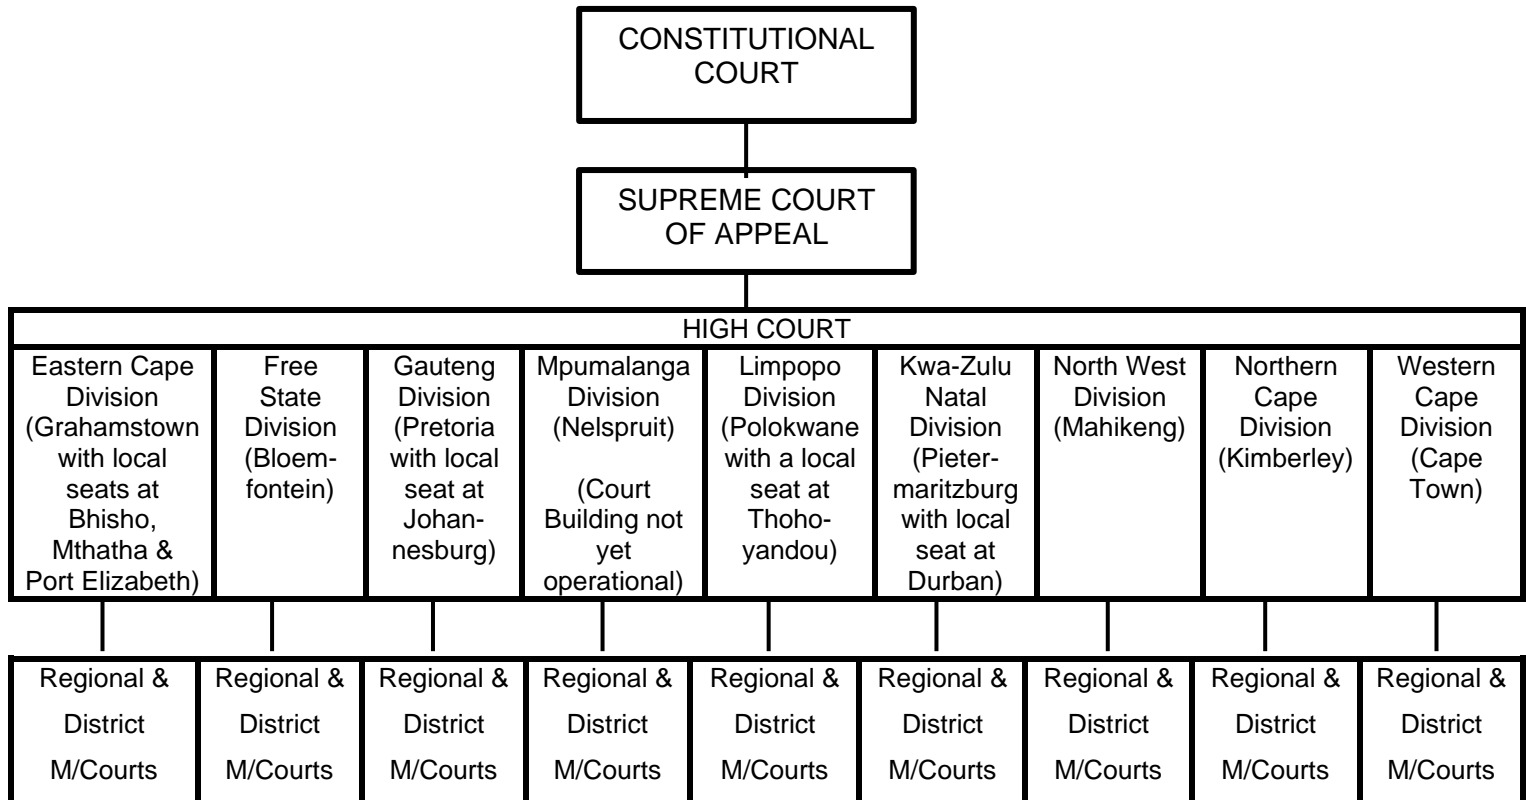 CONSTITUTIONAL
COURT
SUPREME COURT
OF APPEAL
HIGH COURT
Eastern Cape
Division
(Grahamstown
with local
seats at
Bhisho,
Mthatha &
Port Elizabeth)
Free
State
Division
(Bloem-
fontein)
Gauteng
Division
(Pretoria
with local
seat at
Johan-
nesburg)
Mpumalanga
Division
(Nelspruit)
(Court
Building not
yet
operational)
Limpopo
Division
(Polokwane
with a local
seat at
Thoho-
yandou)
Kwa-Zulu
Natal
Division
(Pieter-
maritzburg
with local
seat at
Durban)
North West
Division
(Mahikeng)
Northern
Cape
Division
(Kimberley)
Western
Cape
Division
(Cape
Town)
Regional &
District
M/Courts
Regional &
District
M/Courts
Regional &
District
M/Courts
Regional &
District
M/Courts
Regional &
District
M/Courts
Regional &
District
M/Courts
Regional &
District
M/Courts
Regional &
District
M/Courts
Regional &
District
M/Courts